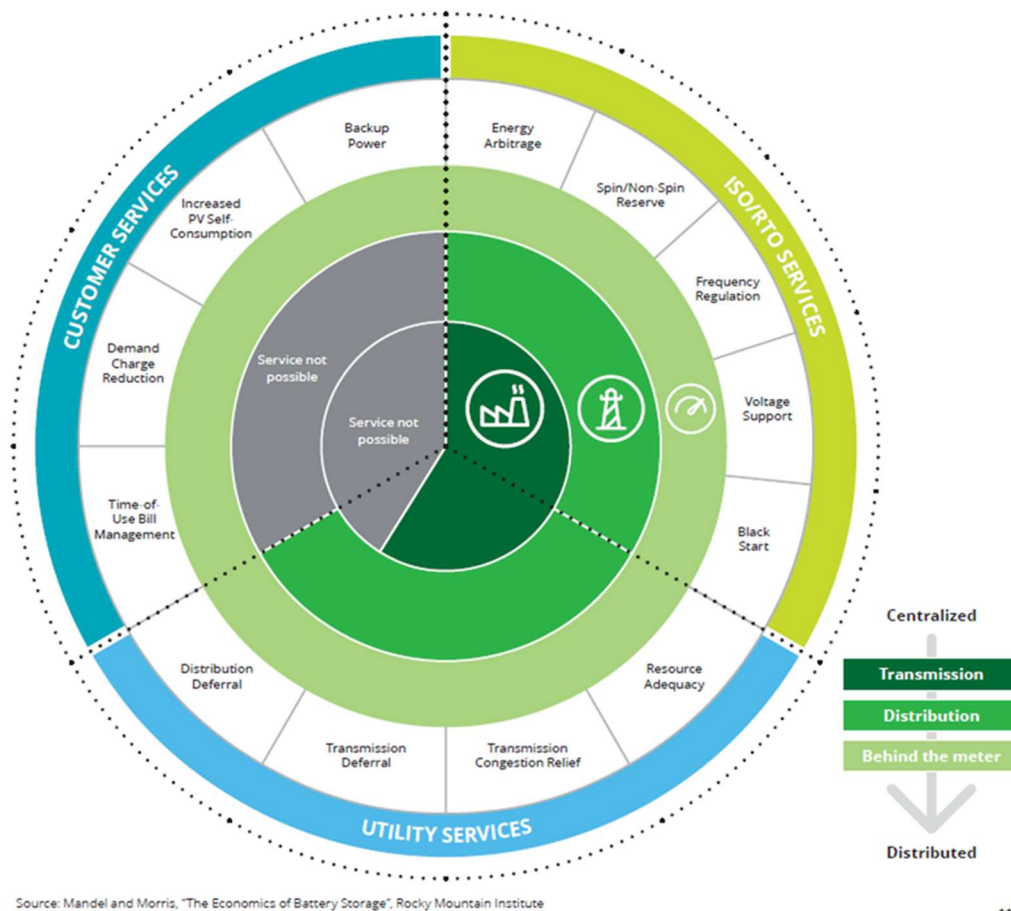 CUSTOMER SERVICES
ISO/RTO SERVICES
UTILITY SERVICES
Backup
Power
Energy
Arbitrage
Increased
PV Self-
Consumption
Spin/Non-Spin
Reserve
Frequency
Regulation
Demand
Charge
Reduction
Service not
possible
Service not
possible
Voltage
Support
Time-of-
Use Bill
Management
Black
Start
Distribution
Deferral
Resource
Adequacy
Transmission
Deferral
Transmission
Congestion Relief
Centralized
Transmission
Distribution
Behind the meter
Distributed
Source: Mandel and Morris, "The Economics of Battery Storage", Rocky Mountain Institute